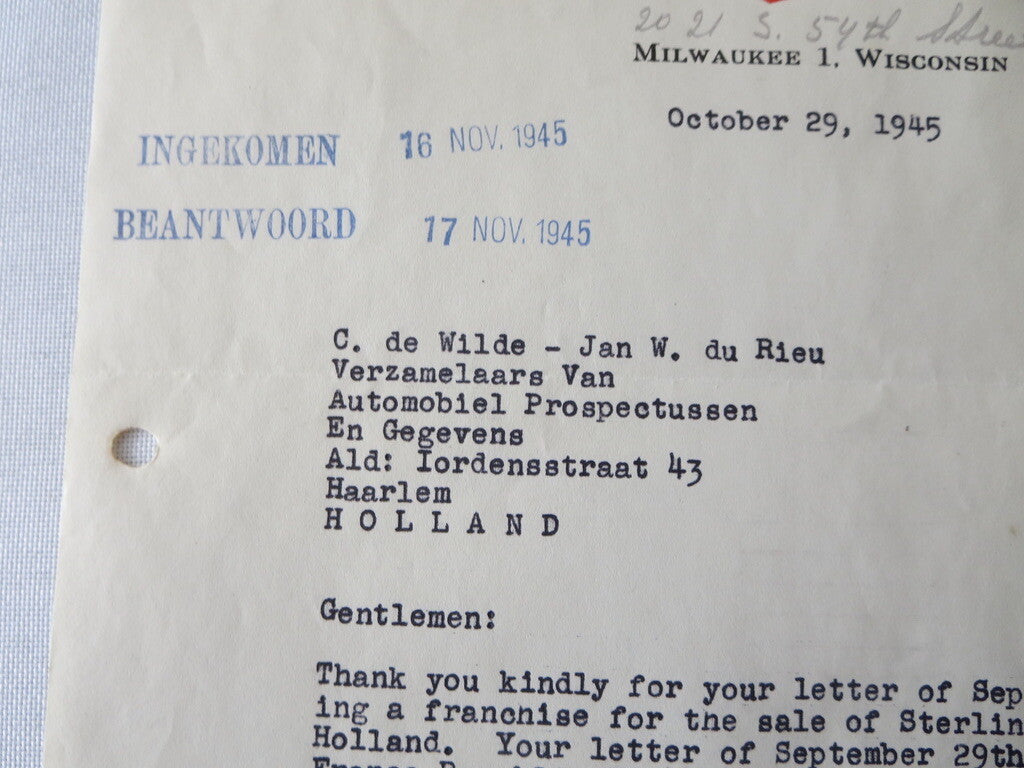 2021 S. 54th Stree
MILWAUKEE 1, WISCONSIN
October 29, 1945
INGEKOMEN 16 NOV. 1945
BEANTWOORD 17 NOV. 1945
C. de Wilde - Jan W. du Rieu
Verzamelaars Van
Automobiel Prospectussen
En Gegevens
Ald: Iordensstraat 43
Haarlem
H O L L A N D
Gentlemen:
Thank you kindly for your letter of Sep
ing a franchise for the sale of Sterlin
Holland. Your letter of September 29th